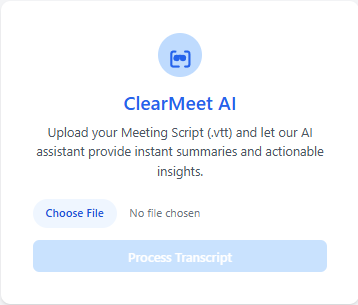 ClearMeet AI
Upload your Meeting Script (.vtt) and let our AI
assistant provide instant summaries and actionable
insights.
Choose File No file chosen
Process Transcript